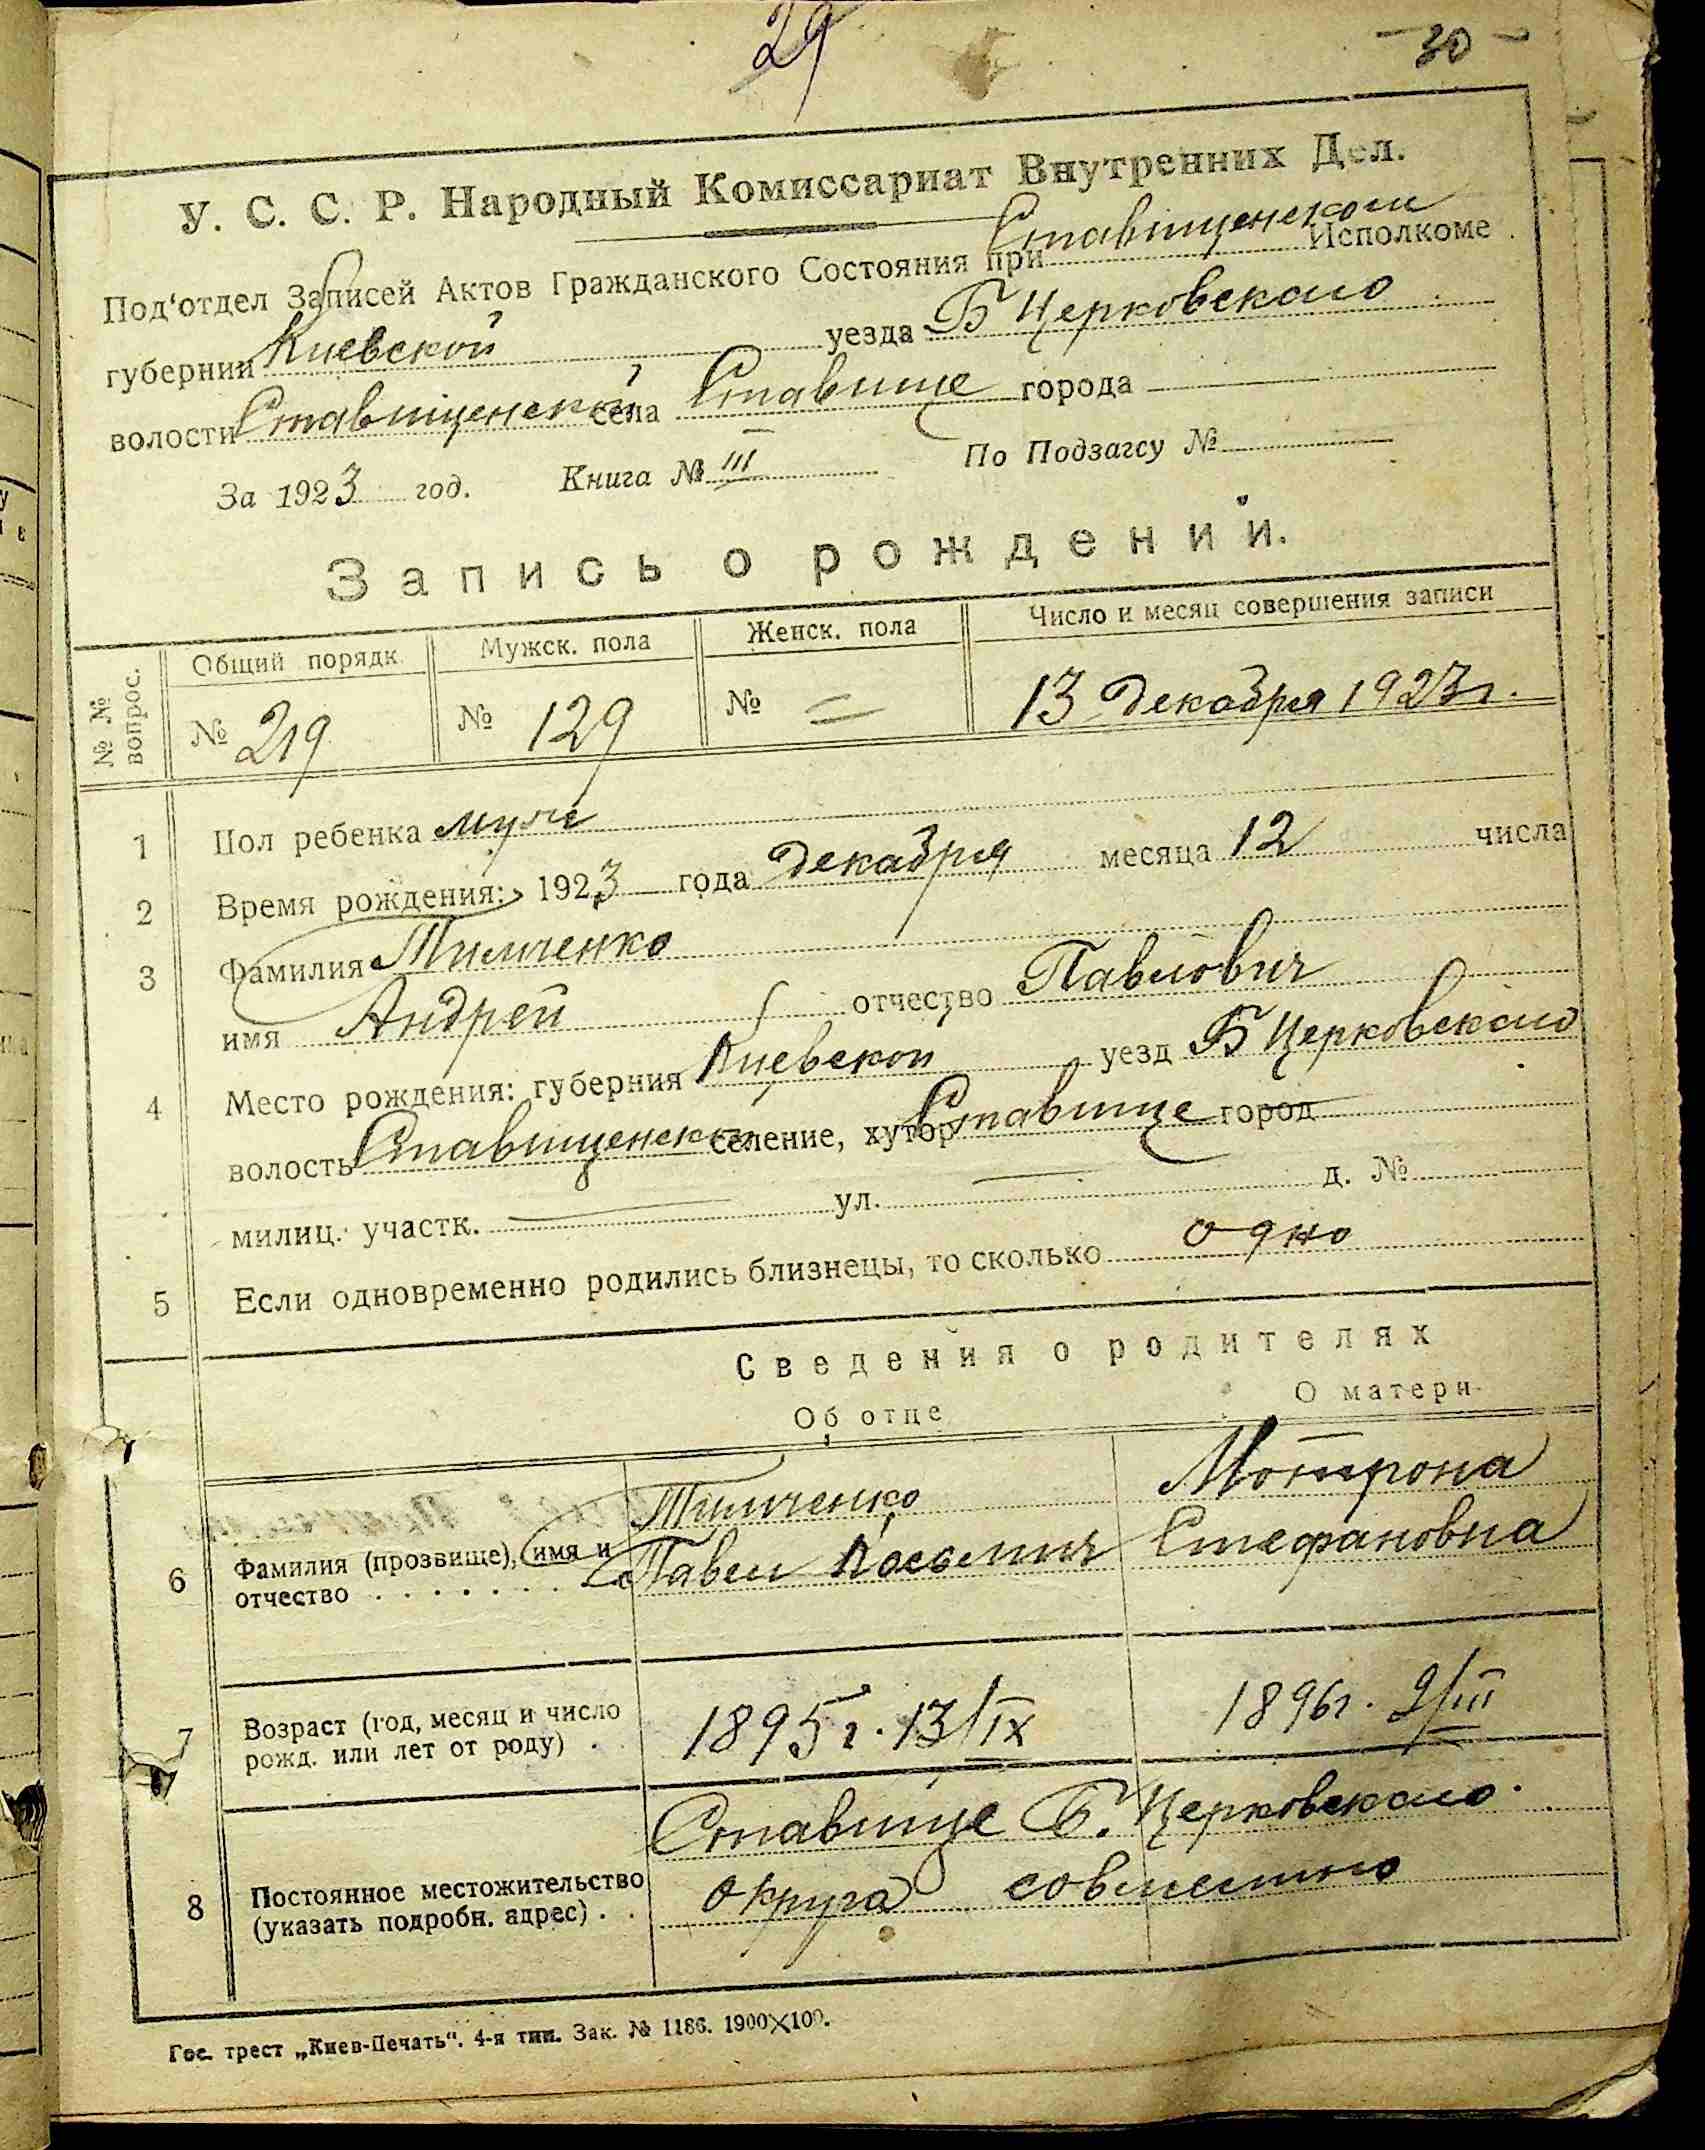 29
- 30 -
У. С. С. Р. Народный Комиссариат Внутренних Дел.
Под'отдел Записей Актов Гражданского Состояния при Ставищенском Исполкоме
губернии Киевской уезда Б Церковского
волости Ставищенской села Ставище города —
За 1923 год. Книга № III По Подзагсу №
Запись о рождении.
№ № вопрос. Общий порядк. Мужск. пола Женск. пола Число и месяц совершения записи
№ 219 № 129 № = 13 Декабря 1923 г.
1 Пол ребенка муж
2 Время рождения: 1923 года Декабря месяца 12 числа
3 Фамилия Тимченко
имя Андрей отчество Павлович
4 Место рождения: губерния Киевской уезд Б Церковского
волость Ставищенской селение, хутор Ставище город
милиц. участк. — ул. — д. №
5 Если одновременно родились близнецы, то сколько одно
Сведения о родителях
Об отце О матери
Тимченко Мотрона
6 Фамилия (прозвище), имя и Павел Косьмич Стефановна
отчество . . . . . . .
7 Возраст (год, месяц и число 1895 г. 13/IX 1896 г. 9/III
рожд. или лет от роду) .
Ставище Б. Церковского
8 Постоянное местожительство округа совместно
(указать подробн. адрес) . .
Гос. трест „Киев-Печать“. 4-я тип. Зак. № 1186. 1900×100.